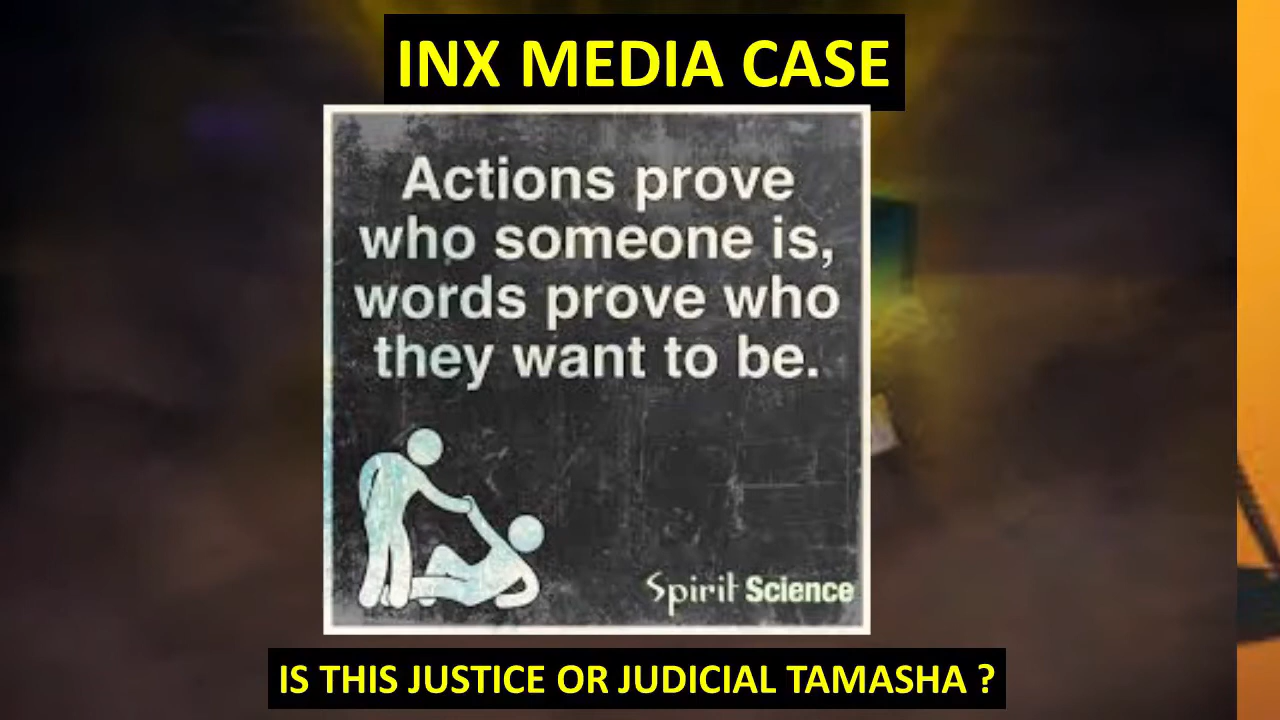 INX MEDIA CASE
Actions prove
who someone is,
words prove who
they want to be.
Spirit Science
IS THIS JUSTICE OR JUDICIAL TAMASHA ?